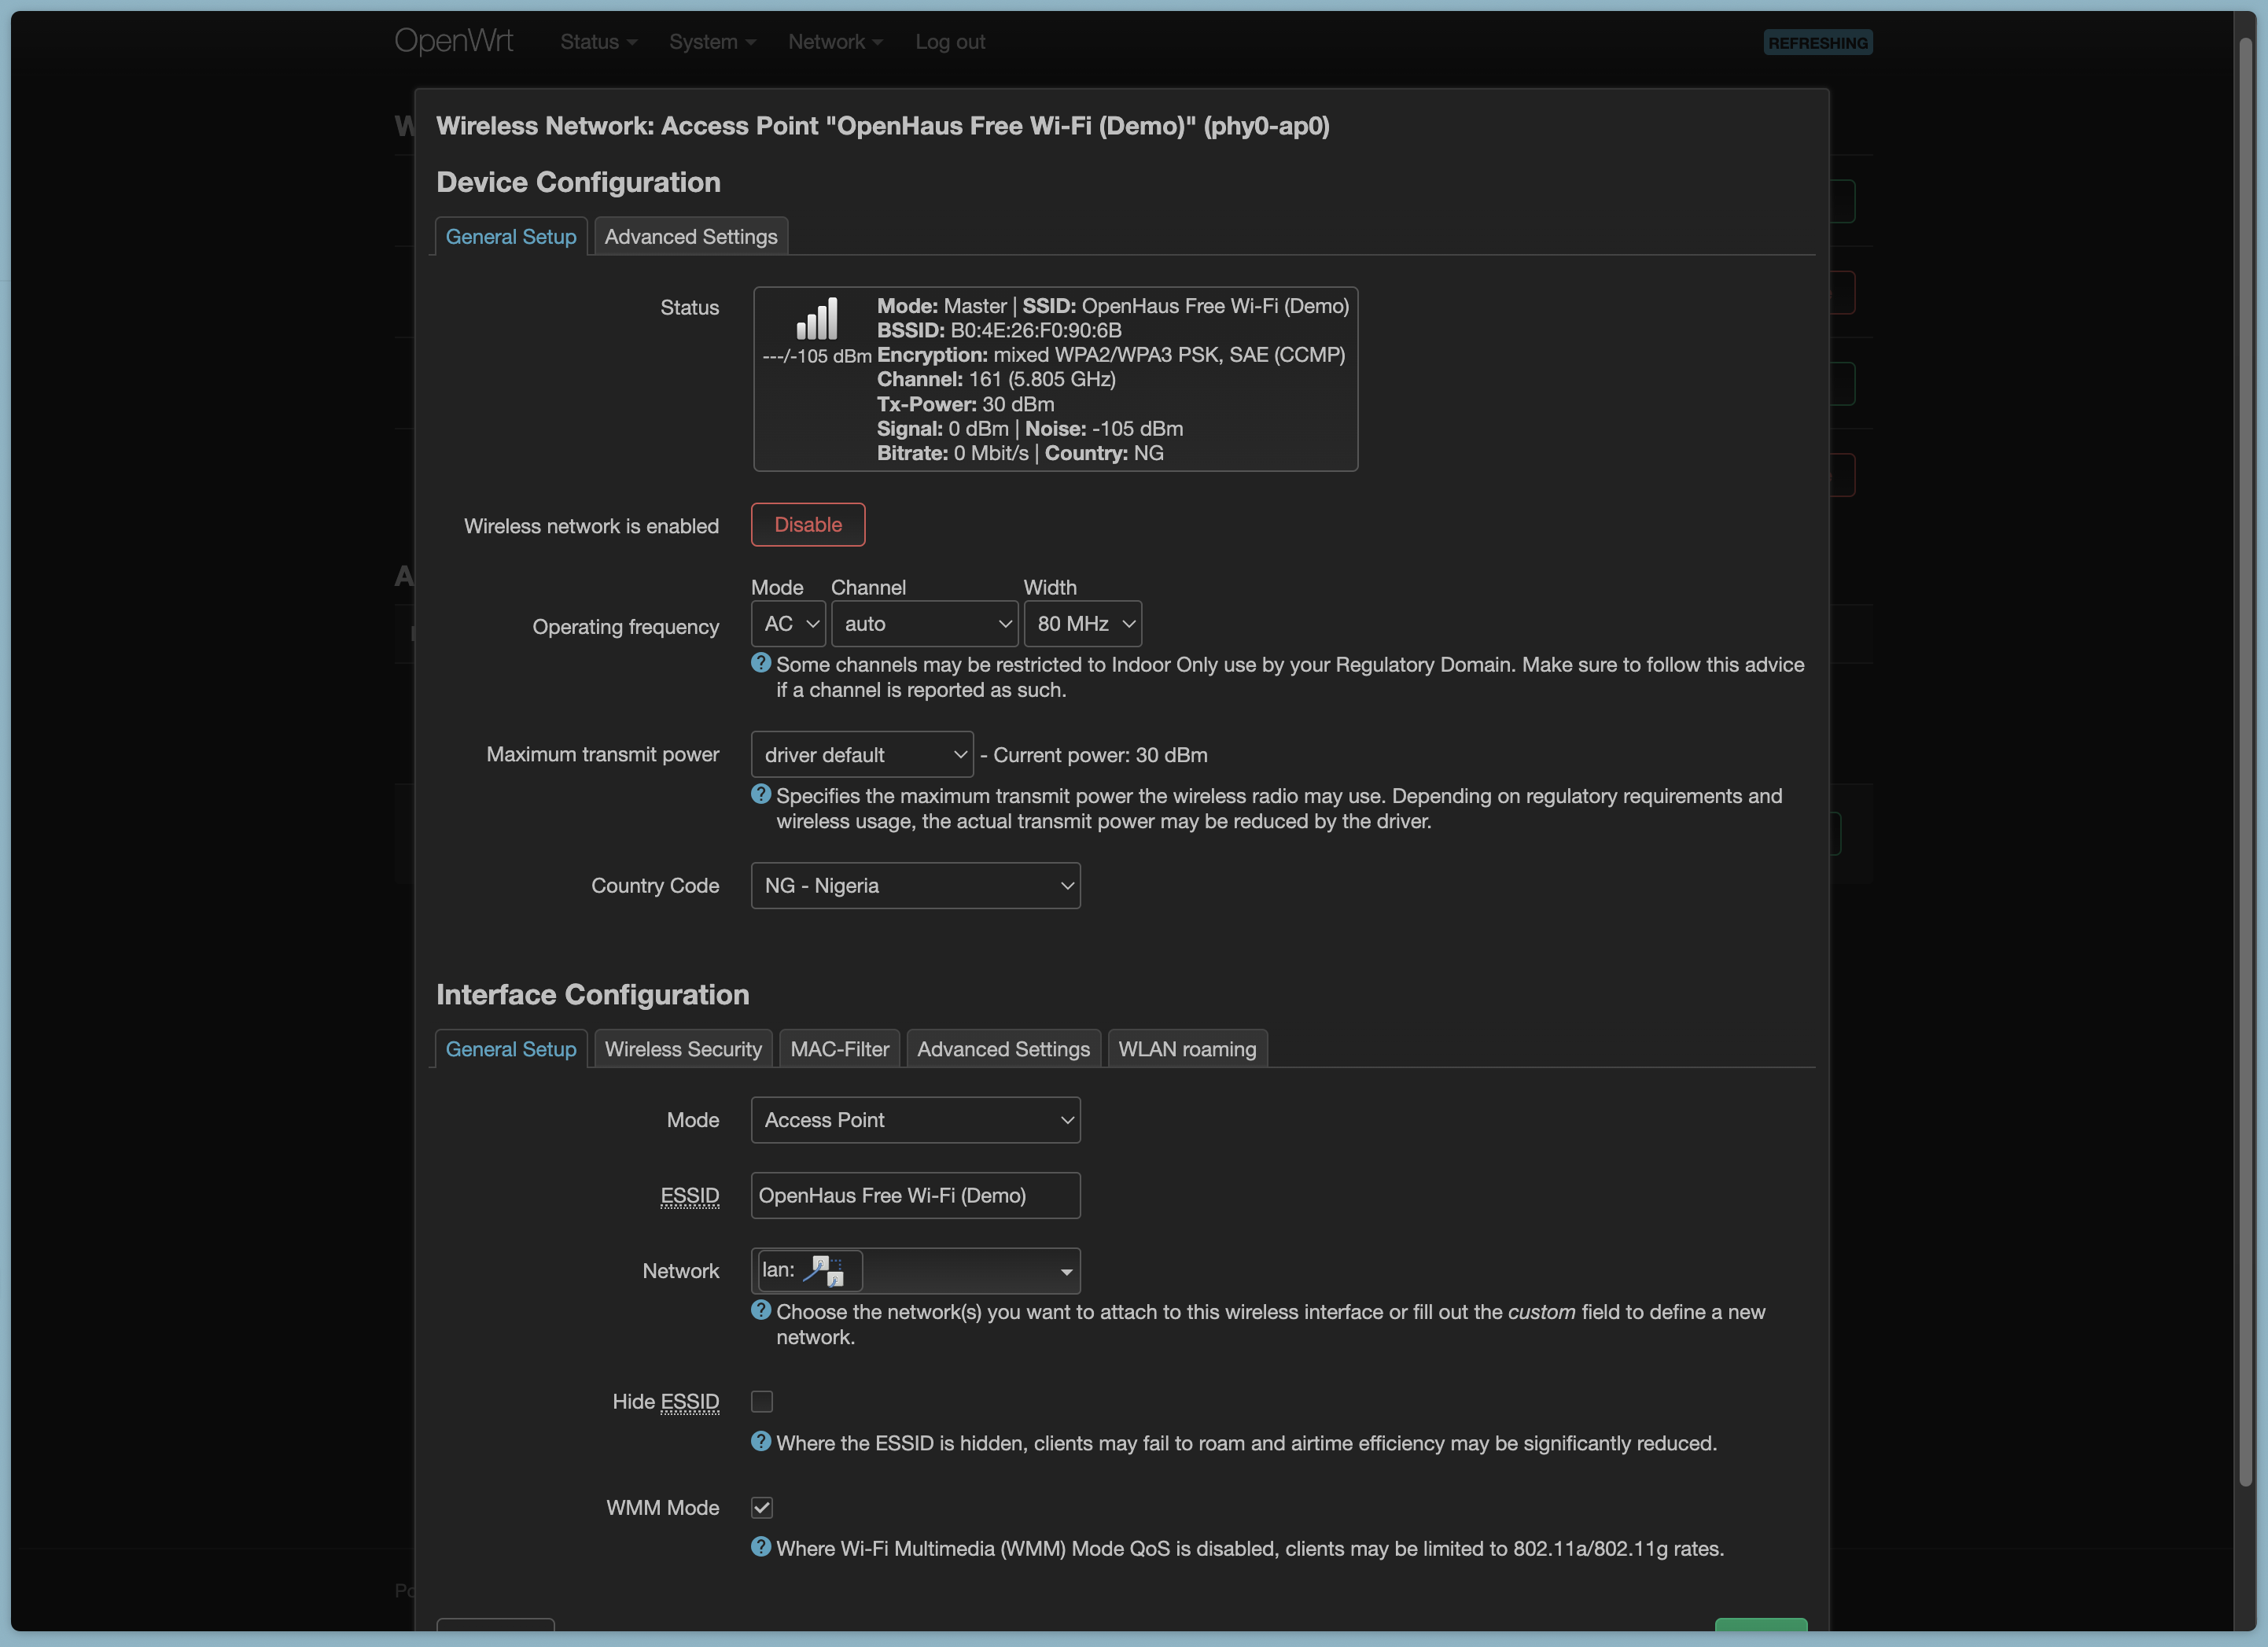 OpenWrt Status System Network Log out REFRESHING
Wireless Network: Access Point "OpenHaus Free Wi-Fi (Demo)" (phy0-ap0)
Device Configuration
General Setup Advanced Settings
Status
---/-105 dBm
Mode: Master | SSID: OpenHaus Free Wi-Fi (Demo)
BSSID: B0:4E:26:F0:90:6B
Encryption: mixed WPA2/WPA3 PSK, SAE (CCMP)
Channel: 161 (5.805 GHz)
Tx-Power: 30 dBm
Signal: 0 dBm | Noise: -105 dBm
Bitrate: 0 Mbit/s | Country: NG
Wireless network is enabled Disable
Mode Channel Width
Operating frequency AC auto 80 MHz
Some channels may be restricted to Indoor Only use by your Regulatory Domain. Make sure to follow this advice
if a channel is reported as such.
Maximum transmit power driver default - Current power: 30 dBm
Specifies the maximum transmit power the wireless radio may use. Depending on regulatory requirements and
wireless usage, the actual transmit power may be reduced by the driver.
Country Code NG - Nigeria
Interface Configuration
General Setup Wireless Security MAC-Filter Advanced Settings WLAN roaming
Mode Access Point
ESSID OpenHaus Free Wi-Fi (Demo)
Network lan:
Choose the network(s) you want to attach to this wireless interface or fill out the custom field to define a new
network.
Hide ESSID
Where the ESSID is hidden, clients may fail to roam and airtime efficiency may be significantly reduced.
WMM Mode
Where Wi-Fi Multimedia (WMM) Mode QoS is disabled, clients may be limited to 802.11a/802.11g rates.